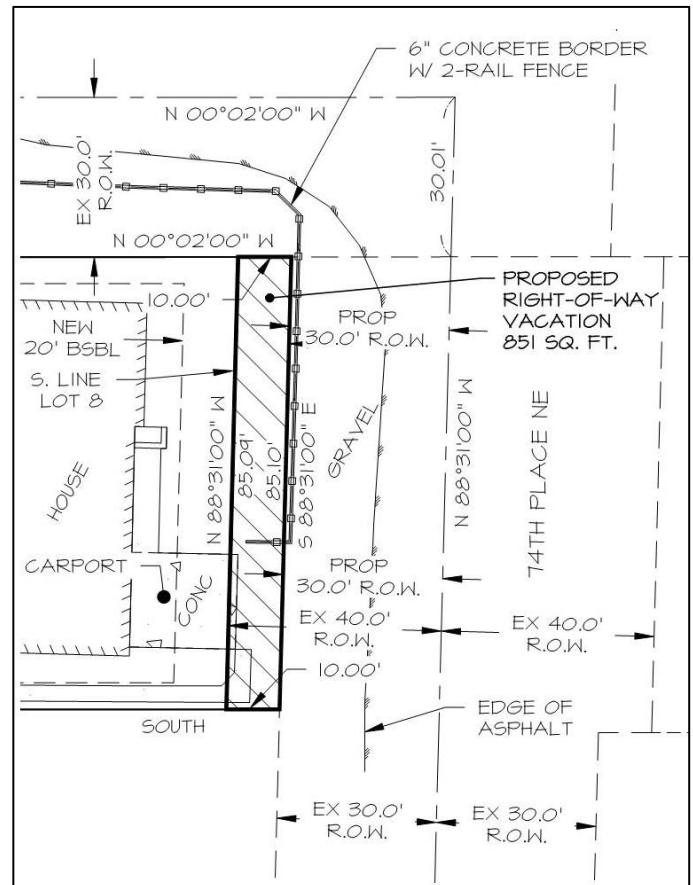 6" CONCRETE BORDER
W/ 2-RAIL FENCE
N 00°02'00" W
EX 30.0'
R.O.W.
30.01'
N 00°02'00" W
10.00'
PROPOSED
RIGHT-OF-WAY
VACATION
851 SQ. FT.
PROP
30.0' R.O.W.
NEW
20' BSBL
S. LINE
LOT 8
N 88°31'00" W
85.09'
85.10'
S 88°31'00" E
GRAVEL
N 88°31'00" W
74TH PLACE NE
HOUSE
CARPORT
CONC
PROP
30.0' R.O.W.
EX 40.0'
R.O.W.
EX 40.0'
R.O.W.
10.00'
SOUTH
EDGE OF
ASPHALT
EX 30.0'
R.O.W.
EX 30.0'
R.O.W.